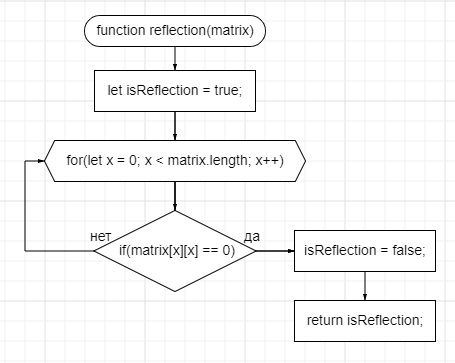 function reflection(matrix)
let isReflection = true;
for(let x = 0; x < matrix.length; x++)
нет
да
if(matrix[x][x] == 0)
isReflection = false;
return isReflection;